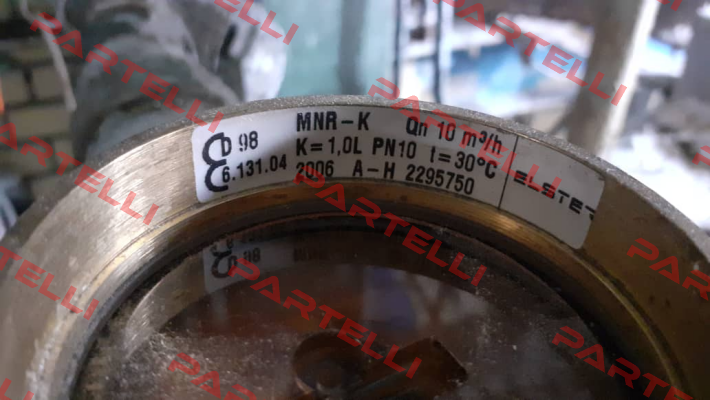 PARTELLI
PARTELLI
PARTELLI
D 98 MNR-K Qn 10 m³/h
K=1,0L PN10 t=30°C
6.131.04 2006 A-H 2295750
ELSTER
D 98
PARTELLI
PARTELLI
PARTELLI
PARTELLI
PARTELLI